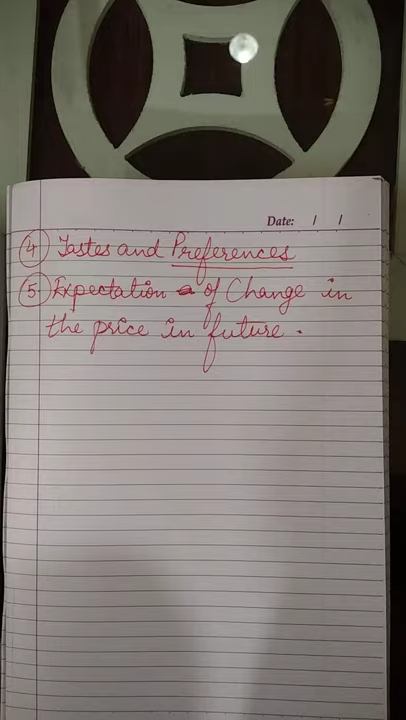 Date: / /
4 Tastes and Preferences
5 Expectation of Change in
the price in future.